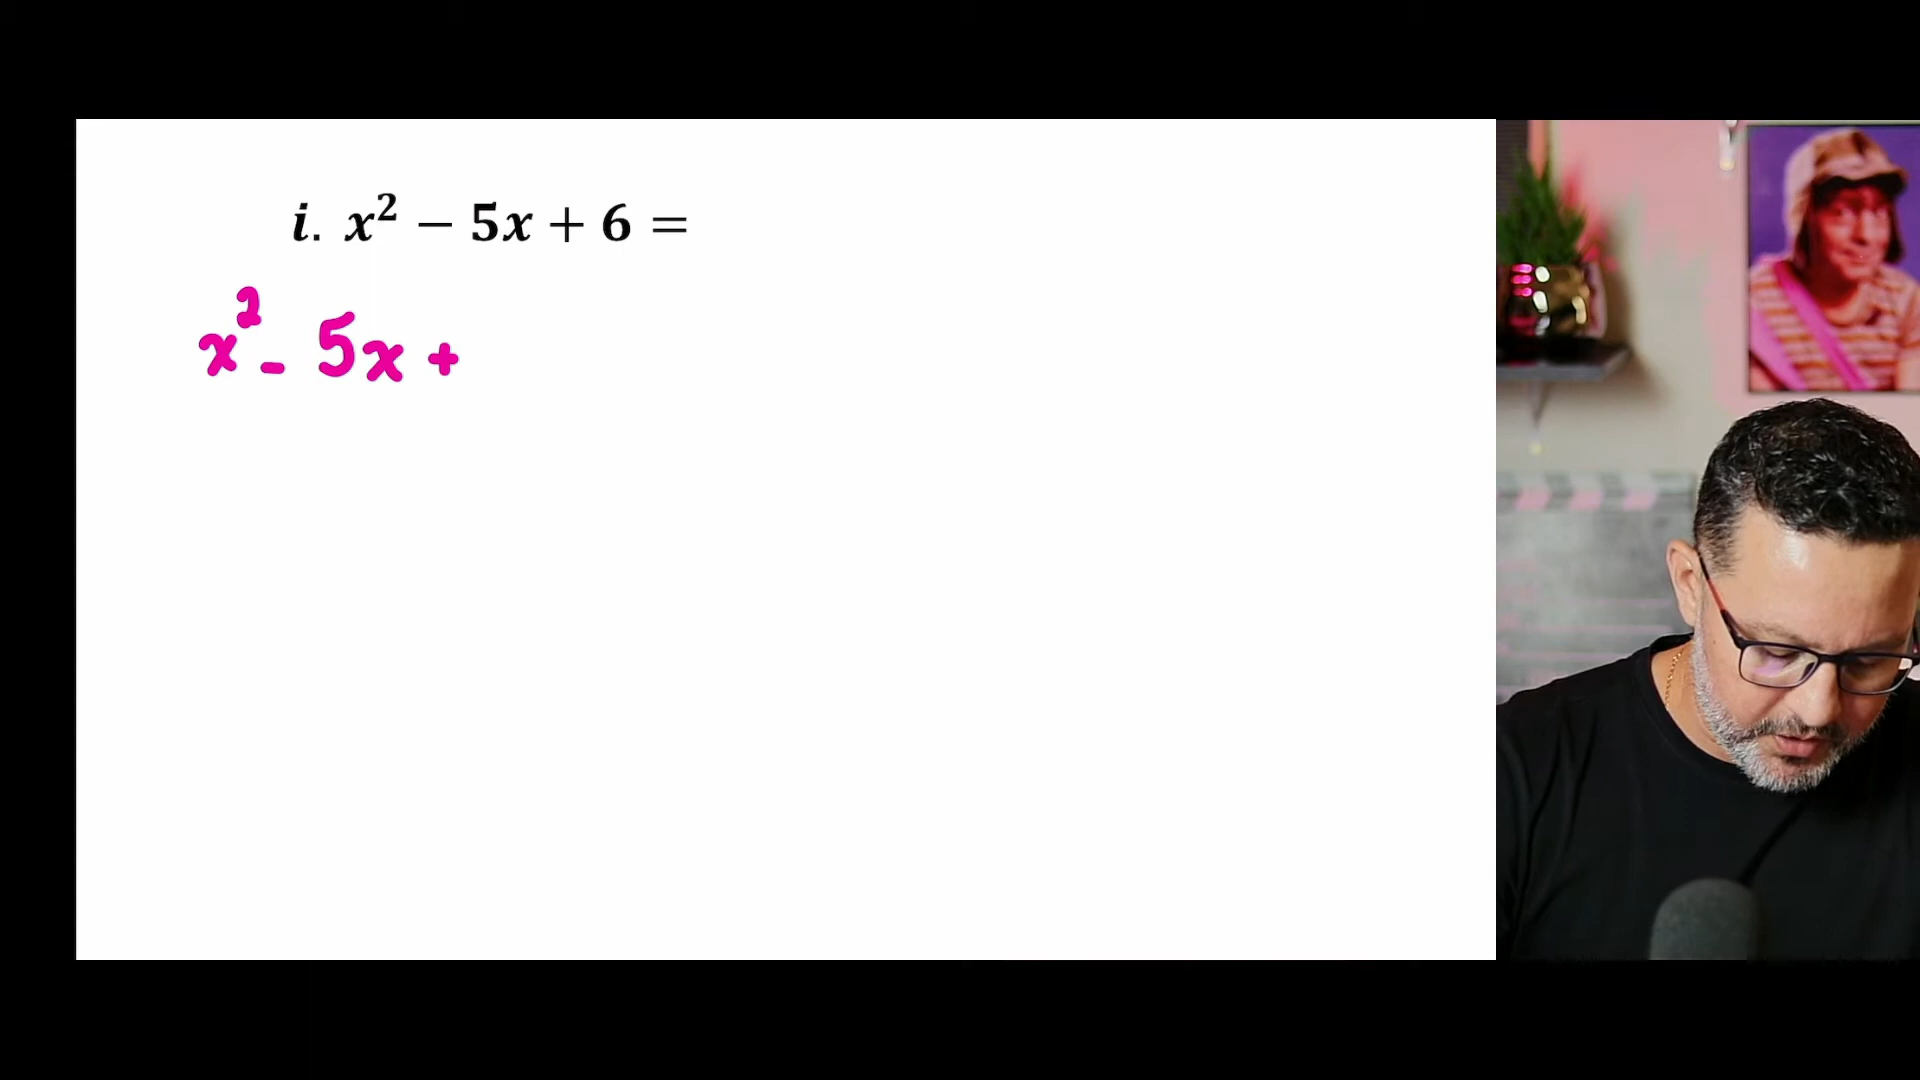 i. x² − 5x + 6 =
x² - 5x +